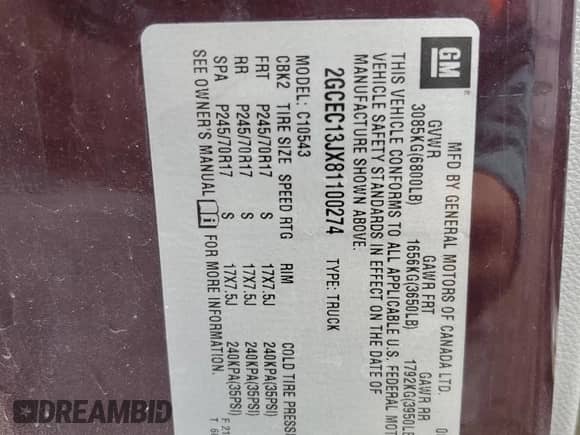 GM
®
MFD BY GENERAL MOTORS OF CANADA LTD.
GVWR GAWR FRT GAWR RR
3085KG(6800LB) 1656KG(3650LB) 1792KG(3950LB
THIS VEHICLE CONFORMS TO ALL APPLICABLE U.S. FEDERAL MOT
VEHICLE SAFETY STANDARDS IN EFFECT ON THE DATE OF
MANUFACTURE SHOWN ABOVE.
2GCEC13JX81100274 TYPE: TRUCK
MODEL: C10543
CBK2 TIRE SIZE SPEED RTG RIM COLD TIRE PRESS
FRT P245/70R17 S 17X7.5J 240KPA(35PSI)
RR P245/70R17 S 17X7.5J 240KPA(35PSI)
SPA P245/70R17 S 17X7.5J 240KPA(35PSI)
SEE OWNER'S MANUAL FOR MORE INFORMATION.
DREAMBID